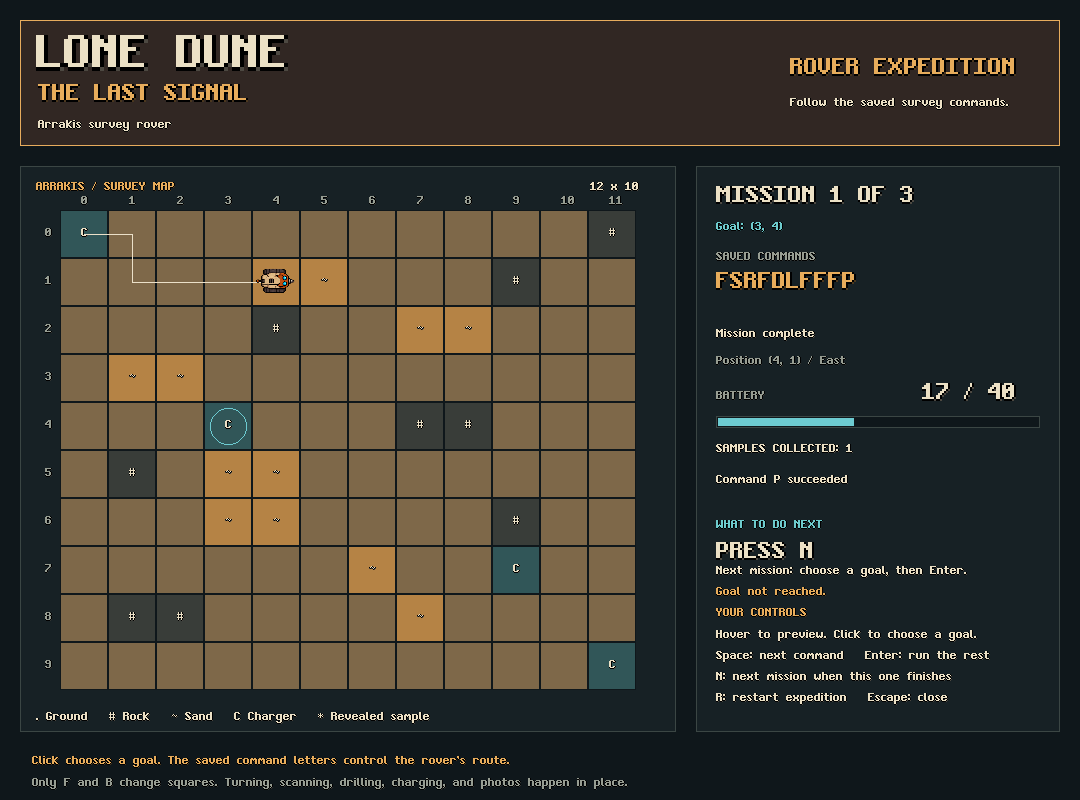 LONE DUNE
THE LAST SIGNAL
Arrakis survey rover
ROVER EXPEDITION
Follow the saved survey commands.
ARRAKIS / SURVEY MAP 12 x 10
0 1 2 3 4 5 6 7 8 9 10 11
0 C #
1 ~ #
2 # ~ ~
3 ~ ~
4 C # #
5 # ~ ~
6 ~ ~ #
7 ~ C
8 # # ~
9 C
. Ground # Rock ~ Sand C Charger * Revealed sample
MISSION 1 OF 3
Goal: (3, 4)
SAVED COMMANDS
FSRFDLFFFP
Mission complete
Position (4, 1) / East
BATTERY 17 / 40
SAMPLES COLLECTED: 1
Command P succeeded
WHAT TO DO NEXT
PRESS N
Next mission: choose a goal, then Enter.
Goal not reached.
YOUR CONTROLS
Hover to preview. Click to choose a goal.
Space: next command Enter: run the rest
N: next mission when this one finishes
R: restart expedition Escape: close
Click chooses a goal. The saved command letters control the rover's route.
Only F and B change squares. Turning, scanning, drilling, charging, and photos happen in place.